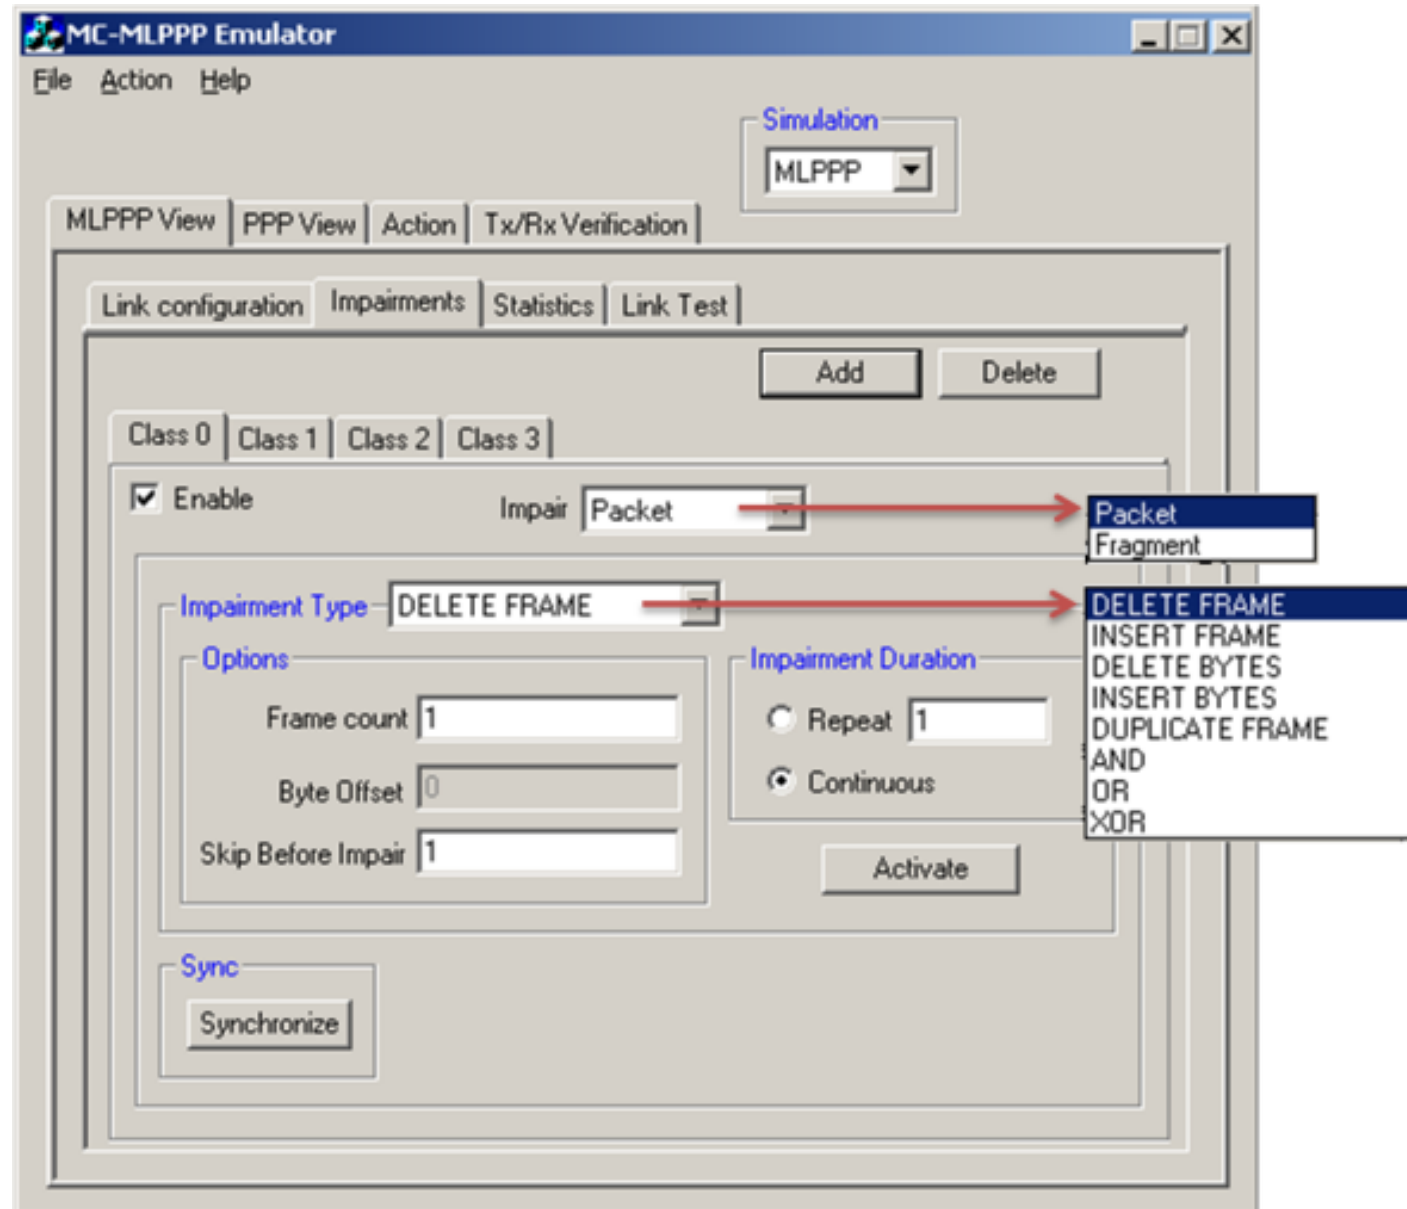 MC-MLPPP Emulator
File Action Help
Simulation
MLPPP
MLPPP View PPP View Action Tx/Rx Verification
Link configuration Impairments Statistics Link Test
Add Delete
Class 0 Class 1 Class 2 Class 3
Enable Impair Packet
Packet
Fragment
Impairment Type DELETE FRAME
DELETE FRAME
INSERT FRAME
DELETE BYTES
INSERT BYTES
DUPLICATE FRAME
AND
OR
XOR
Options
Frame count 1
Byte Offset 0
Skip Before Impair 1
Impairment Duration
Repeat 1
Continuous
Activate
Sync
Synchronize